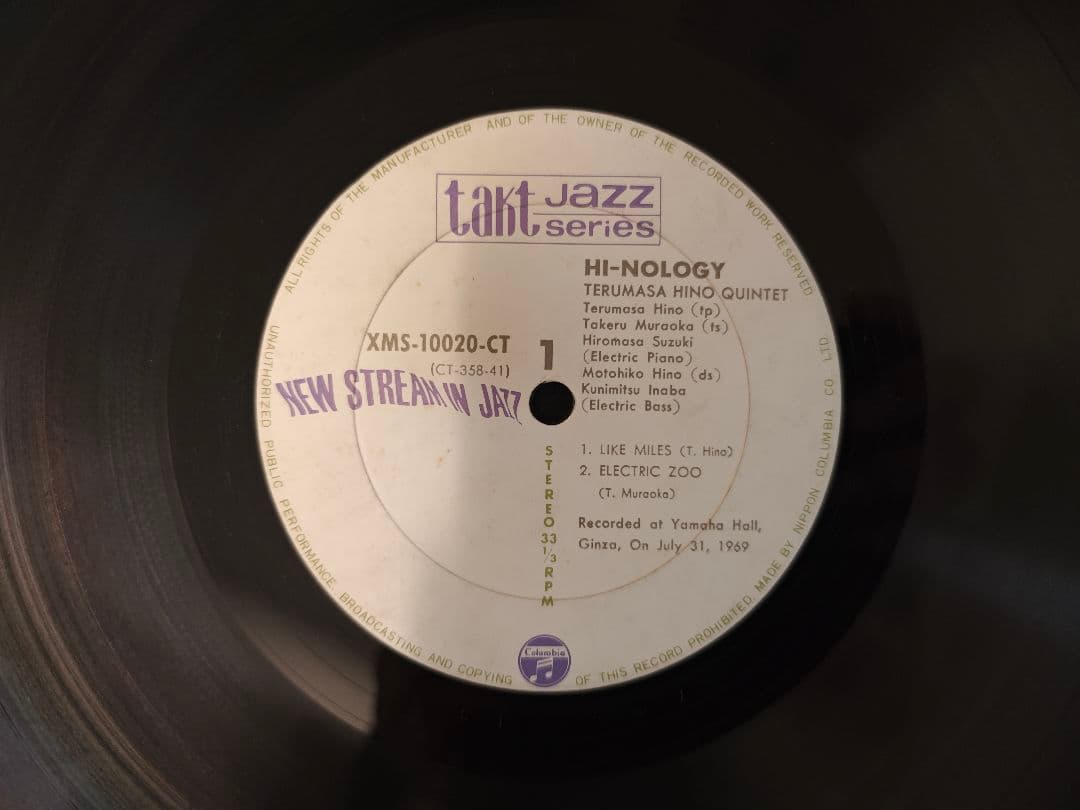 ALL RIGHTS OF THE MANUFACTURER AND OF THE OWNER OF THE RECORDED WORK RESERVED
takt Jazz series
HI-NOLOGY
TERUMASA HINO QUINTET
Terumasa Hino (tp)
Takeru Muraoka (ts)
Hiromasa Suzuki
(Electric Piano)
Motohiko Hino (ds)
Kunimitsu Inaba
(Electric Bass)
XMS-10020-CT
1
(CT-358-41)
NEW STREAM IN JAZZ
1. LIKE MILES (T. Hino)
2. ELECTRIC ZOO
(T. Muraoka)
Recorded at Yamaha Hall,
Ginza, On July 31, 1969
STEREO 33 1/3 RPM
Columbia
UNAUTHORIZED PUBLIC PERFORMANCE. BROADCASTING AND COPYING OF THIS RECORD PROHIBITED. MADE BY NIPPON COLUMBIA CO LTD